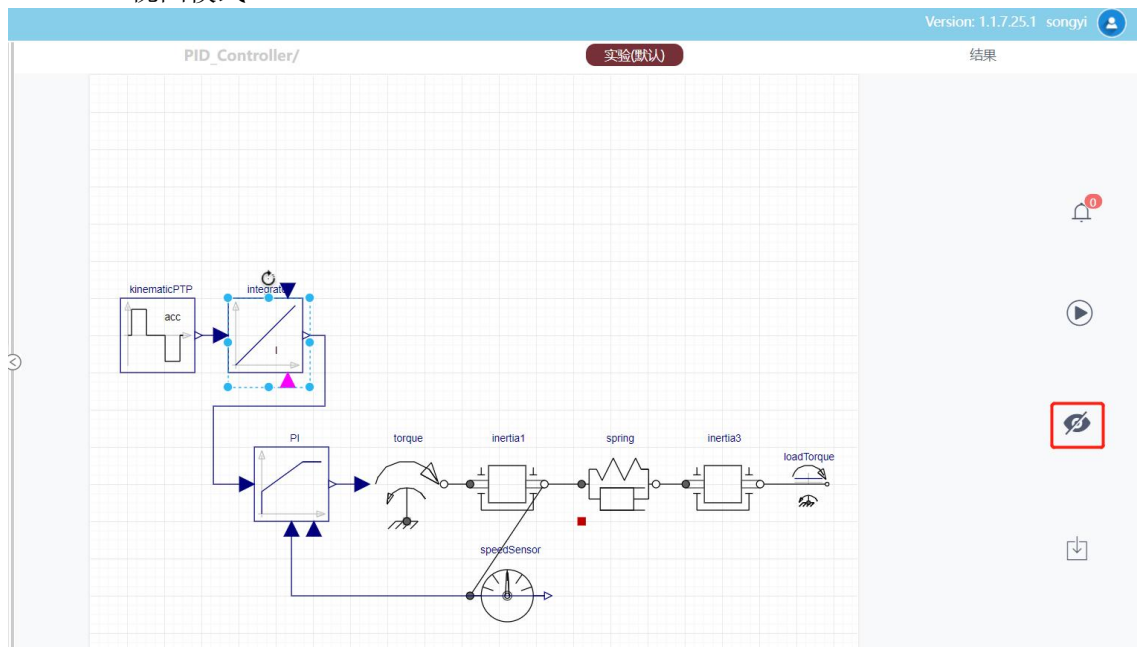 Version: 1.1.7.25.1 songyi
PID_Controller/
实验(默认)
结果
0
kinematicPTP
acc
I
PI
torque
inertia1
spring
inertia3
loadTorque
speedSensor